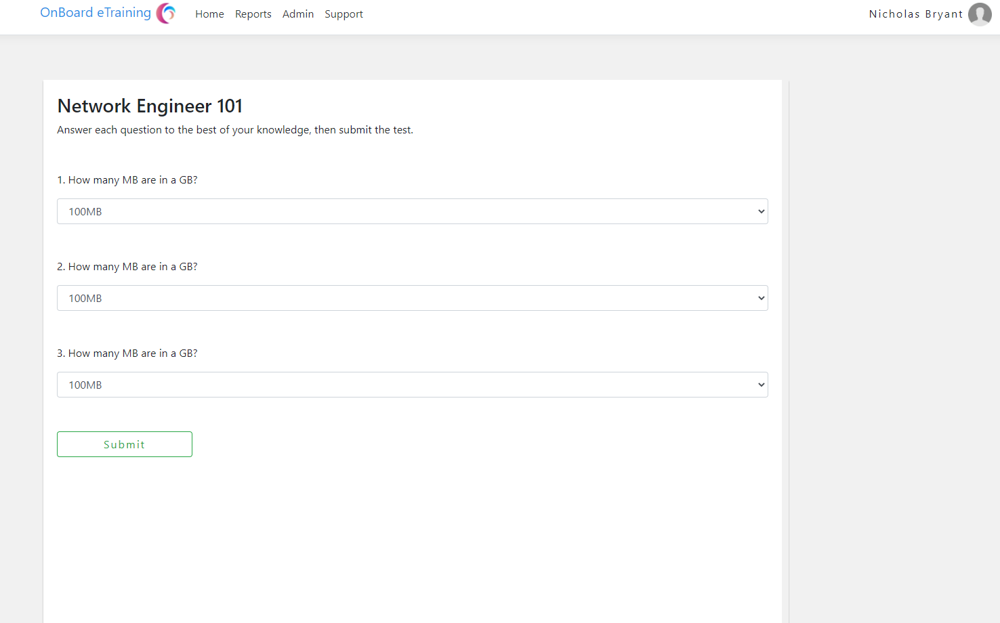 OnBoard eTraining
Home Reports Admin Support
Nicholas Bryant
Network Engineer 101
Answer each question to the best of your knowledge, then submit the test.
1. How many MB are in a GB?
100MB
2. How many MB are in a GB?
100MB
3. How many MB are in a GB?
100MB
Submit